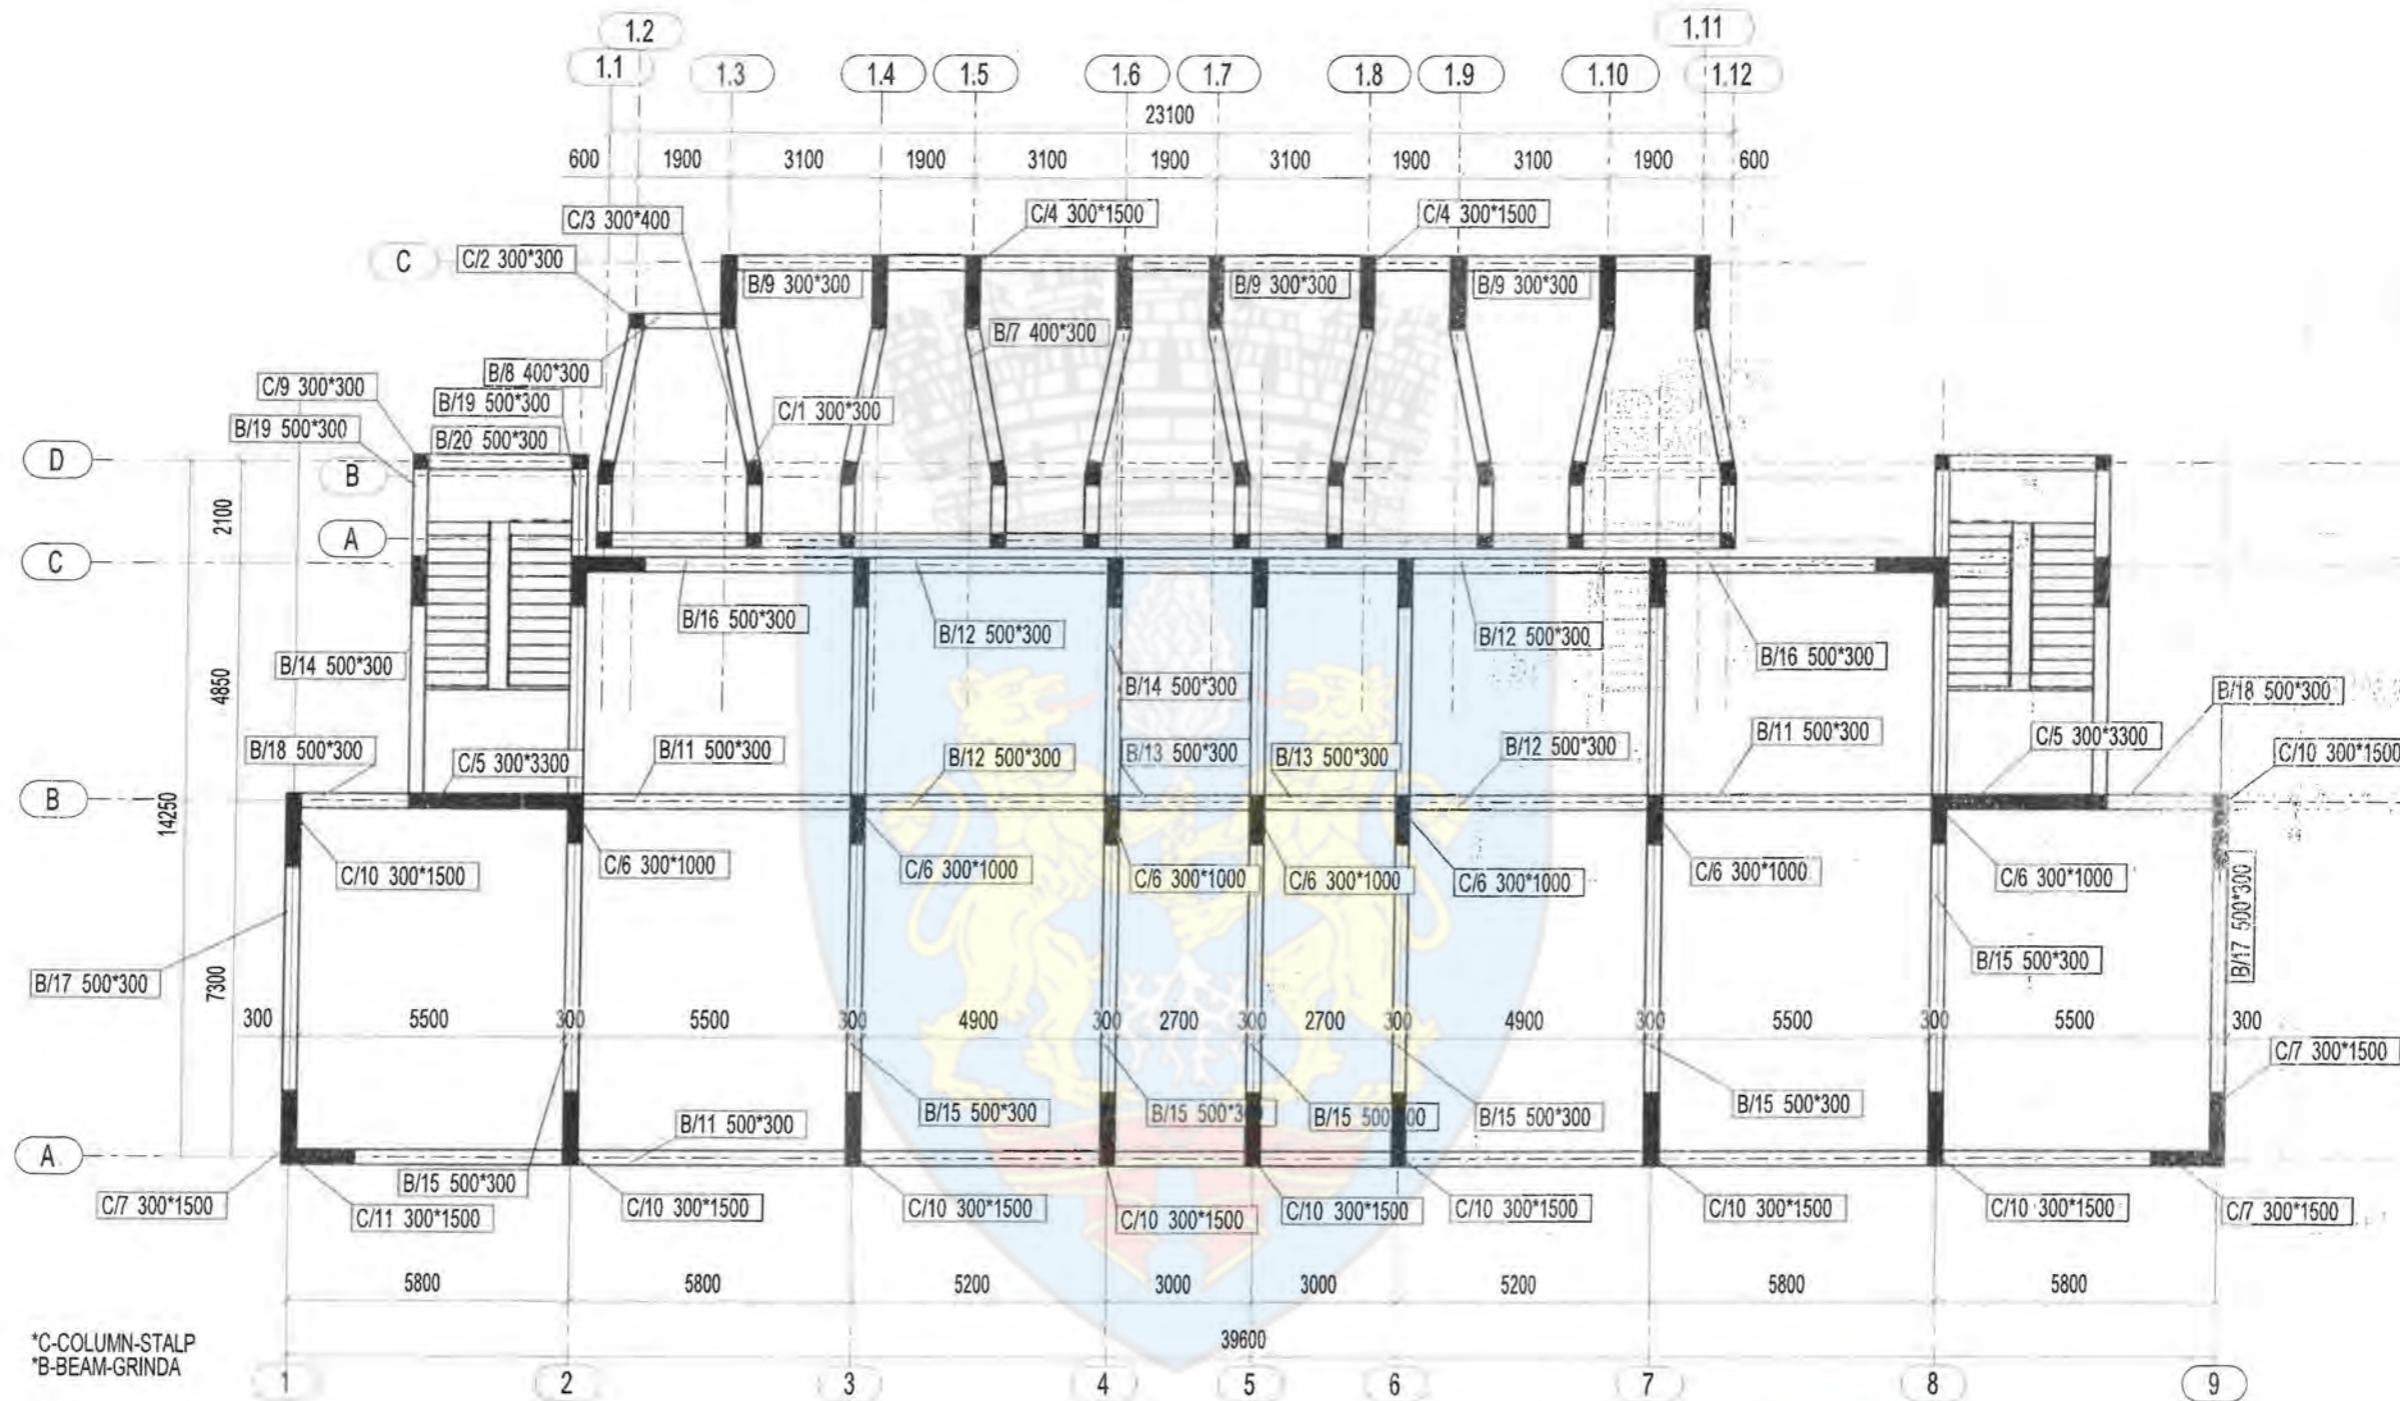 1.2
1.11
1.1
1.3
1.4
1.5
1.6
1.7
1.8
1.9
1.10
1.12
23100
600
1900
3100
1900
3100
1900
3100
1900
3100
1900
600
C/3 300*400
C/4 300*1500
C/4 300*1500
C
C/2 300*300
B/9 300*300
B/9 300*300
B/9 300*300
B/7 400*300
B/8 400*300
C/9 300*300
B/19 500*300
C/1 300*300
B/19 500*300
B/20 500*300
D
B
2100
A
C
B/16 500*300
B/12 500*300
B/12 500*300
B/16 500*300
B/14 500*300
4850
B/14 500*300
B/18 500*300
B/18 500*300
B/11 500*300
B/12 500*300
B/13 500*300
B/13 500*300
B/12 500*300
B/11 500*300
C/5 300*3300
C/10 300*1500
C/5 300*3300
B
14250
C/10 300*1500
C/6 300*1000
C/6 300*1000
C/6 300*1000
C/6 300*1000
C/6 300*1000
C/6 300*1000
C/6 300*1000
B/17 500*300
B/15 500*300
B/17 500*300
7300
300
5500
300
5500
300
4900
300
2700
300
2700
300
4900
300
5500
300
5500
300
C/7 300*1500
B/11 500*300
B/15 500*300
B/15 500*300
B/15 500*300
B/15 500*300
B/15 500*300
A
B/15 500*300
C/7 300*1500
C/11 300*1500
C/10 300*1500
C/10 300*1500
C/10 300*1500
C/10 300*1500
C/10 300*1500
C/10 300*1500
C/10 300*1500
C/7 300*1500
5800
5800
5200
3000
3000
5200
5800
5800
*C-COLUMN-STALP
39600
*B-BEAM-GRINDA
1
2
3
4
5
6
7
8
9